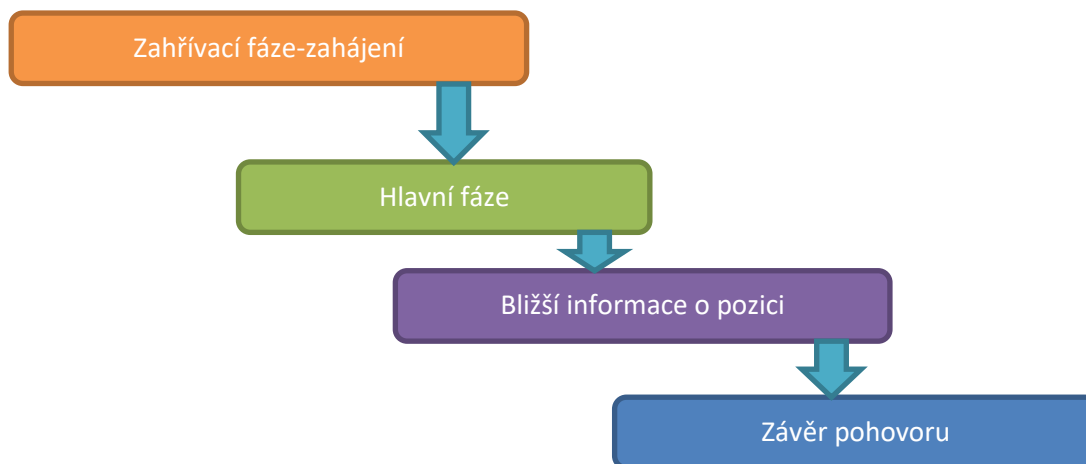 Zahřívací fáze-zahájení
Hlavní fáze
Bližší informace o pozici
Závěr pohovoru